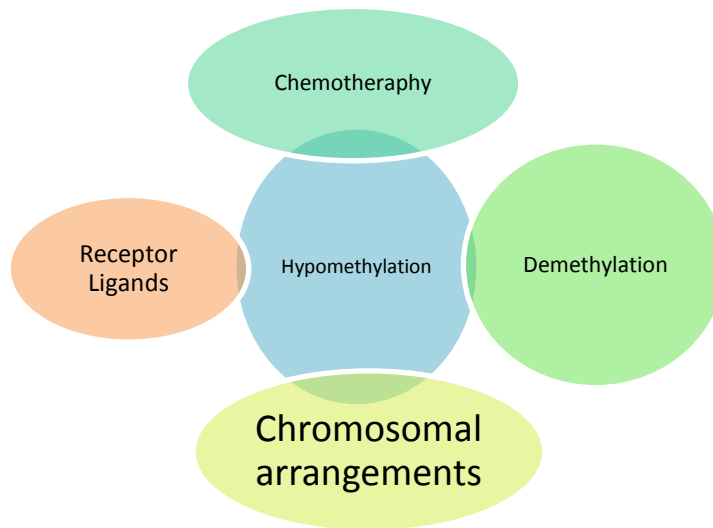 Chemotheraphy
Receptor
Ligands
Hypomethylation
Demethylation
Chromosomal
arrangements